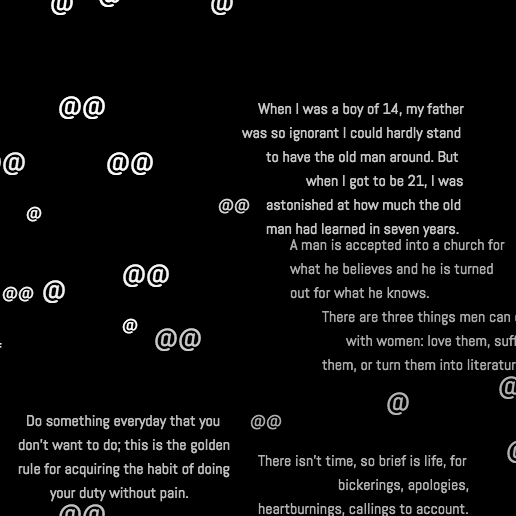 @ @ @
@@
When I was a boy of 14, my father
was so ignorant I could hardly stand
to have the old man around. But
when I got to be 21, I was
astonished at how much the old
man had learned in seven years.
@ @@
@
@@
A man is accepted into a church for
what he believes and he is turned
out for what he knows.
@@
@@ @
There are three things men can
with women: love them,
them, or turn them into
@
@@
@
@
Do something everyday that you
don't want to do; this is the golden
rule for acquiring the habit of doing
your duty without pain.
@@
@
There isn't time, so brief is life, for
bickerings, apologies,
heartburnings, callings to account.
@@